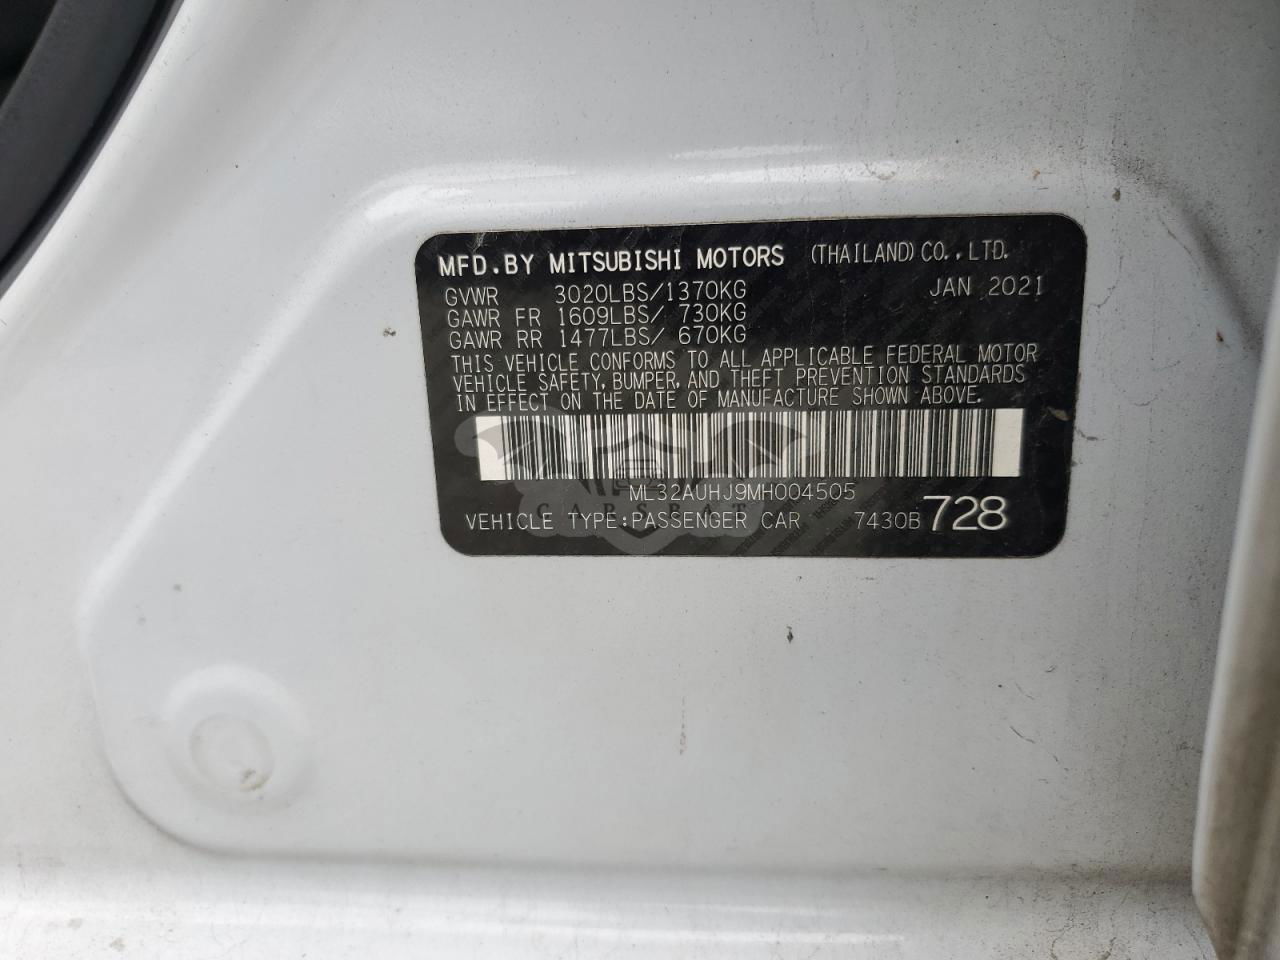 MFD.BY MITSUBISHI MOTORS (THAILAND) CO.,LTD.
GVWR 3020LBS/1370KG JAN 2021
GAWR FR 1609LBS/ 730KG
GAWR RR 1477LBS/ 670KG
THIS VEHICLE CONFORMS TO ALL APPLICABLE FEDERAL MOTOR
VEHICLE SAFETY, BUMPER, AND THEFT PREVENTION STANDARDS
IN EFFECT ON THE DATE OF MANUFACTURE SHOWN ABOVE.
ML32AUHJ9MH004505
VEHICLE TYPE:PASSENGER CAR 7430B 728